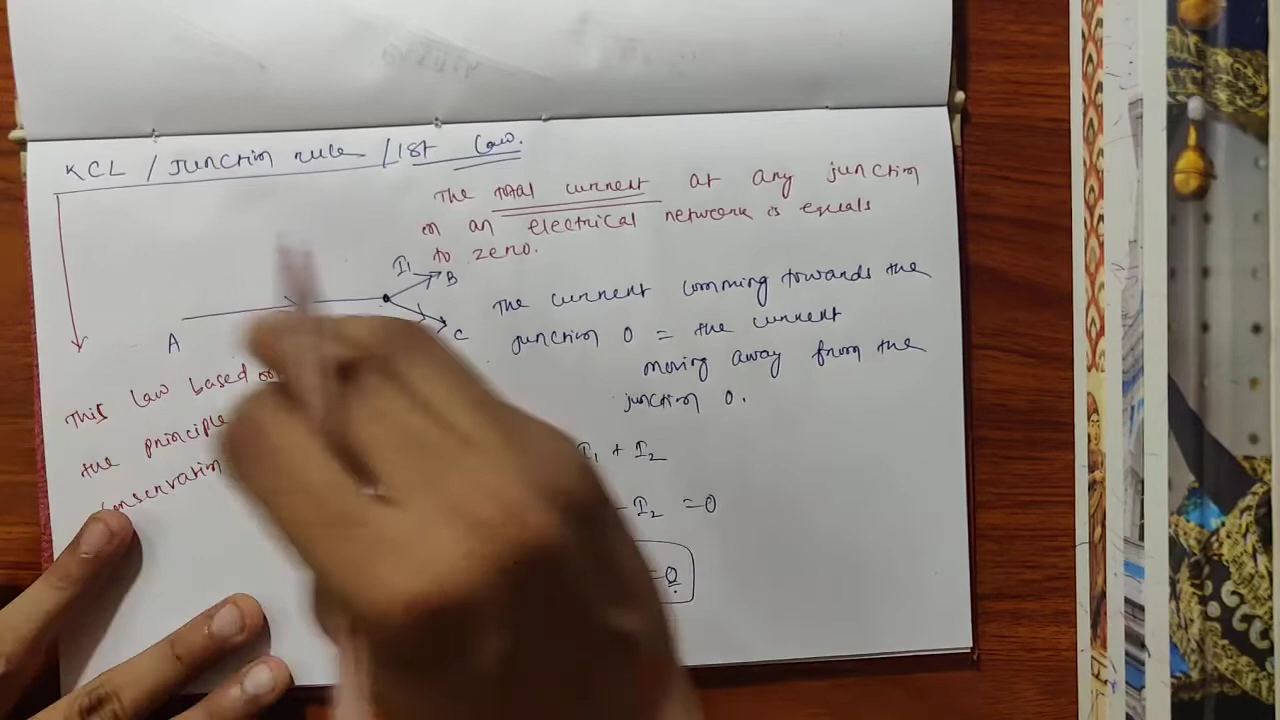 KCL / Junction rule / 1st law.
The total current at any junction
in an electrical network is equals
to zero.
I1
B
A
C
The current comming towards the
junction O = the current
moving away from the
junction O.
This law based on
the principle
conservation
I1 + I2
- I2 = 0
= 0